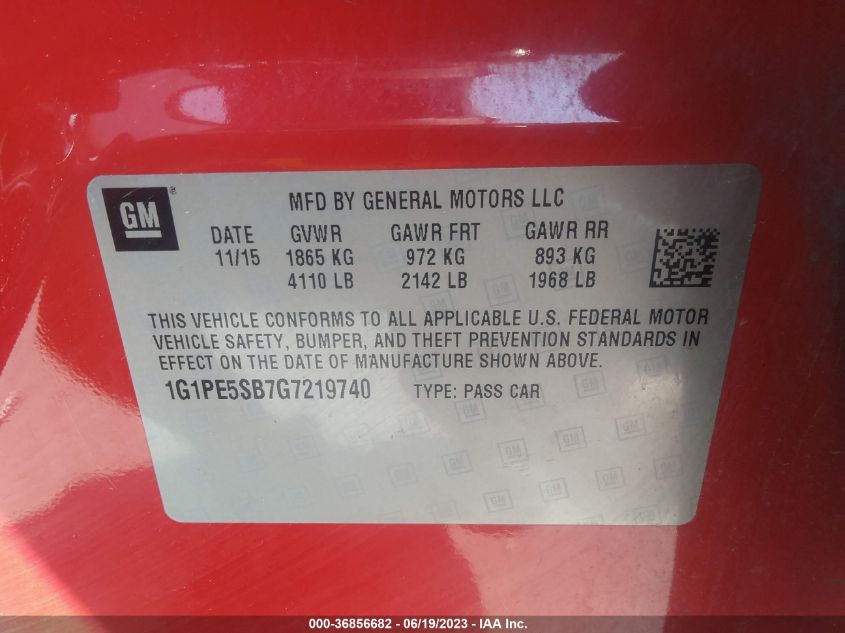 GM®
MFD BY GENERAL MOTORS LLC
DATE GVWR GAWR FRT GAWR RR
11/15 1865 KG 972 KG 893 KG
4110 LB 2142 LB 1968 LB
THIS VEHICLE CONFORMS TO ALL APPLICABLE U.S. FEDERAL MOTOR
VEHICLE SAFETY, BUMPER, AND THEFT PREVENTION STANDARDS IN
EFFECT ON THE DATE OF MANUFACTURE SHOWN ABOVE.
1G1PE5SB7G7219740 TYPE: PASS CAR
000-36856682 - 06/19/2023 - IAA Inc.